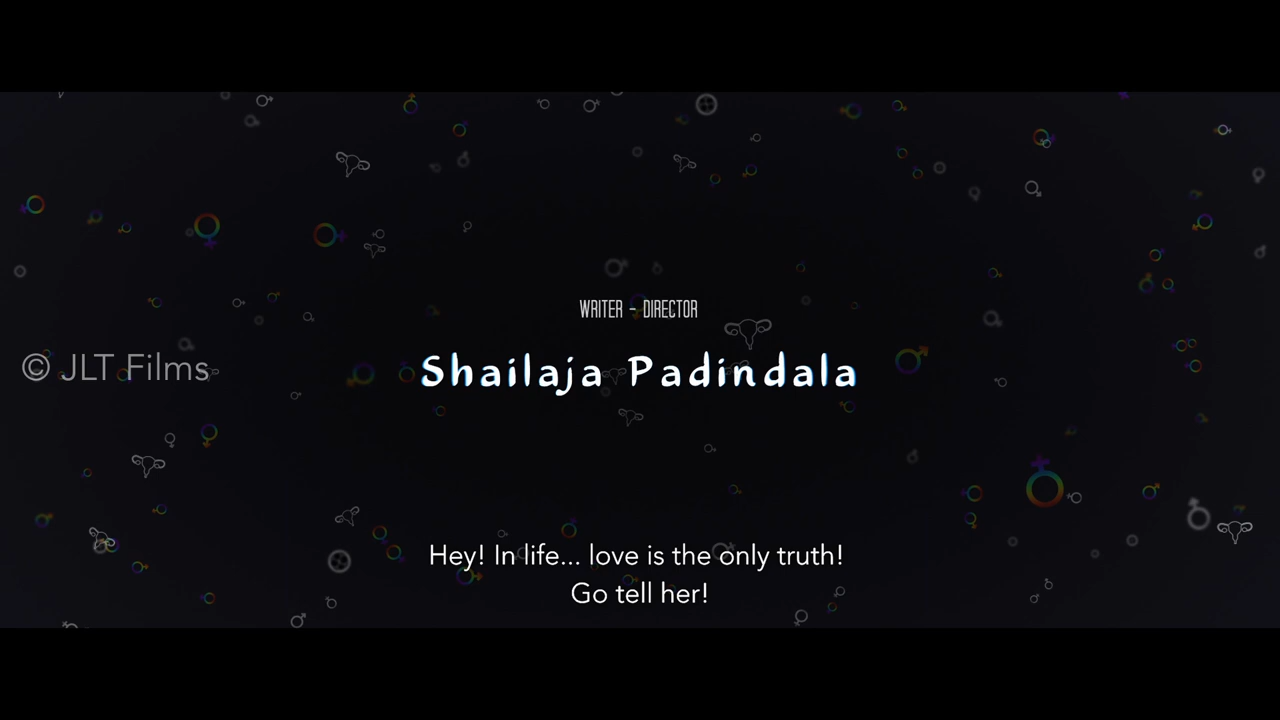 WRITER - DIRECTOR
© JLT Films
Shailaja Padindala
Hey! In life... love is the only truth!
Go tell her!